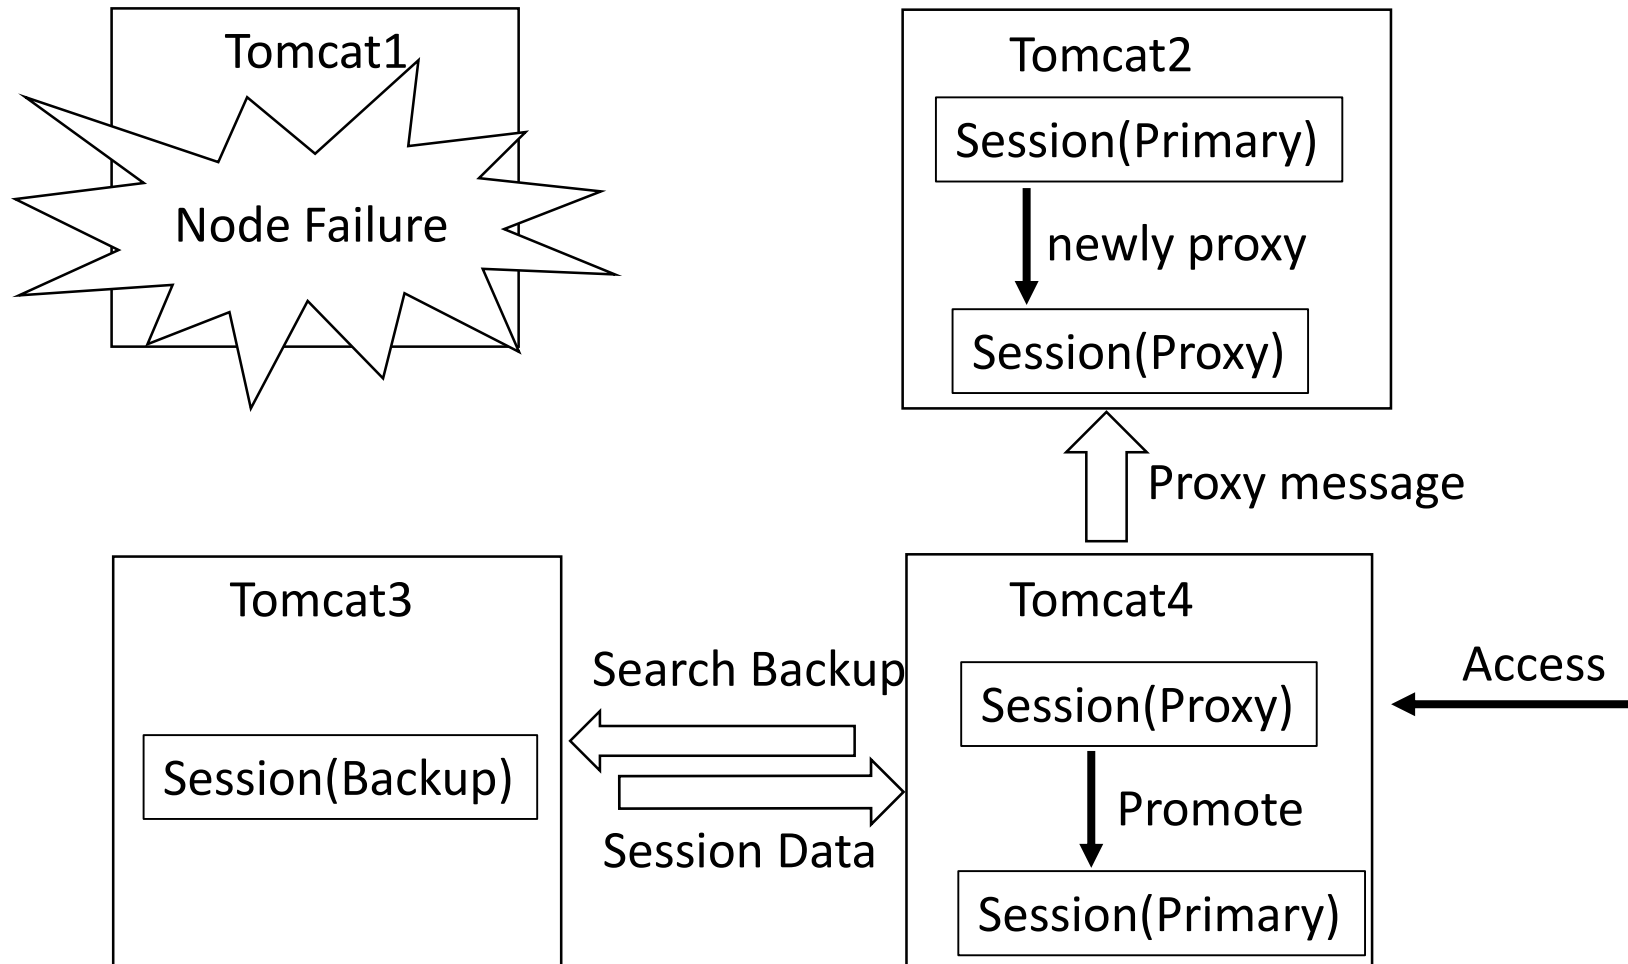 Tomcat1
Node Failure
Tomcat2
Session(Primary)
newly proxy
Session(Proxy)
Proxy message
Tomcat3
Session(Backup)
Search Backup
Session Data
Tomcat4
Session(Proxy)
Promote
Session(Primary)
Access